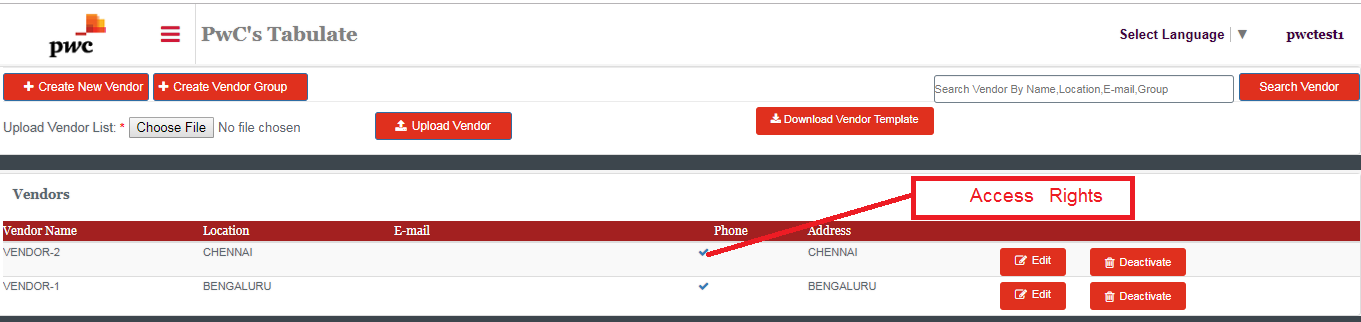 pwc
PwC's Tabulate
Select Language ▼
pwctest1
Create New Vendor
Create Vendor Group
Search Vendor By Name,Location,E-mail,Group
Search Vendor
Upload Vendor List: * Choose File No file chosen
Upload Vendor
Download Vendor Template
Vendors
Access Rights
Vendor Name Location E-mail Phone Address
VENDOR-2 CHENNAI CHENNAI Edit Deactivate
VENDOR-1 BENGALURU BENGALURU Edit Deactivate